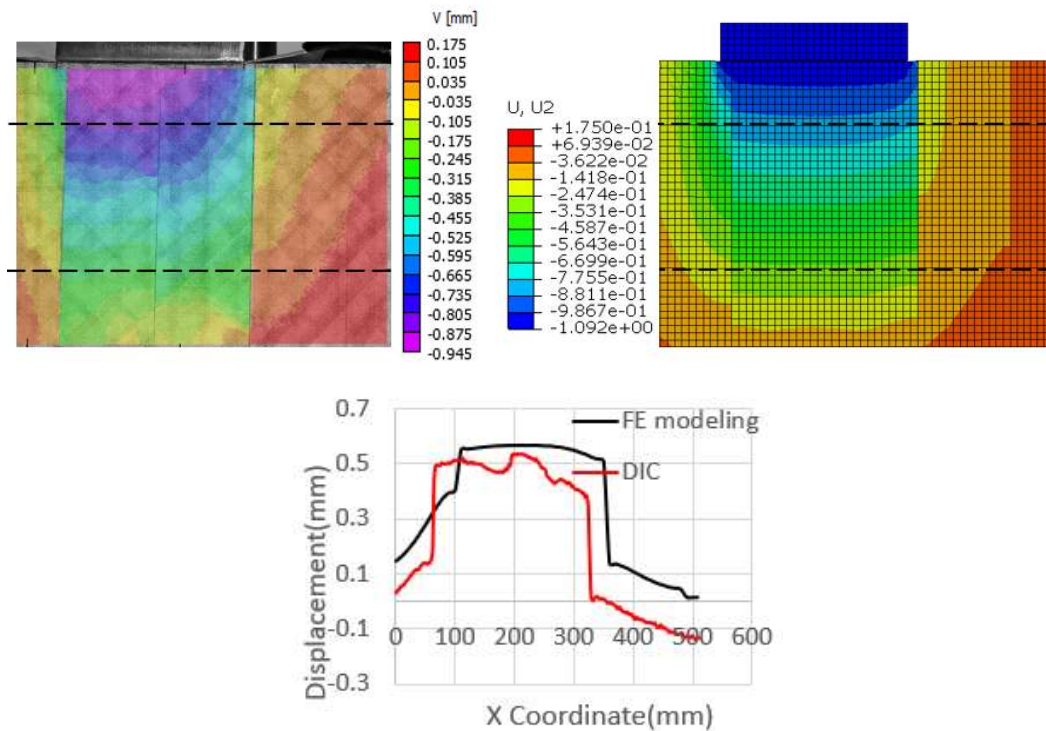 V [mm]
0.175
0.105
0.035
-0.035
-0.105
-0.175
-0.245
-0.315
-0.385
-0.455
-0.525
-0.595
-0.665
-0.735
-0.805
-0.875
-0.945
U, U2
+1.750e-01
+6.939e-02
-3.622e-02
-1.418e-01
-2.474e-01
-3.531e-01
-4.587e-01
-5.643e-01
-6.699e-01
-7.755e-01
-8.811e-01
-9.867e-01
-1.092e+00
0.7
0.5
0.3
0.1
-0.1
-0.3
Displacement(mm)
FE modeling
DIC
0 100 200 300 400 500 600
X Coordinate(mm)